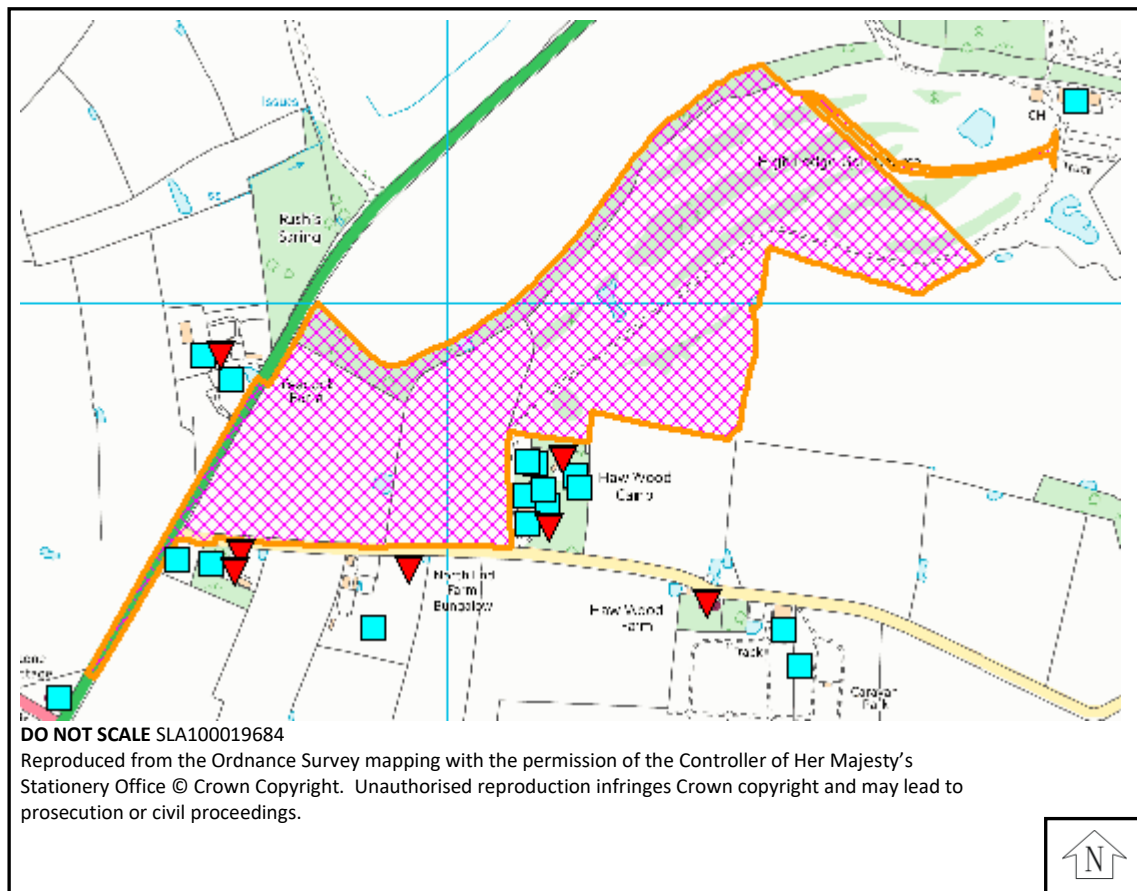 Issues
CH
Rush's
Spring
Haw Wood
Camp
North End
Farm
Bungalow
Haw Wood
Farm
Track
Caravan
Park
DO NOT SCALE SLA100019684
Reproduced from the Ordnance Survey mapping with the permission of the Controller of Her Majesty's
Stationery Office © Crown Copyright. Unauthorised reproduction infringes Crown copyright and may lead to
prosecution or civil proceedings.
N